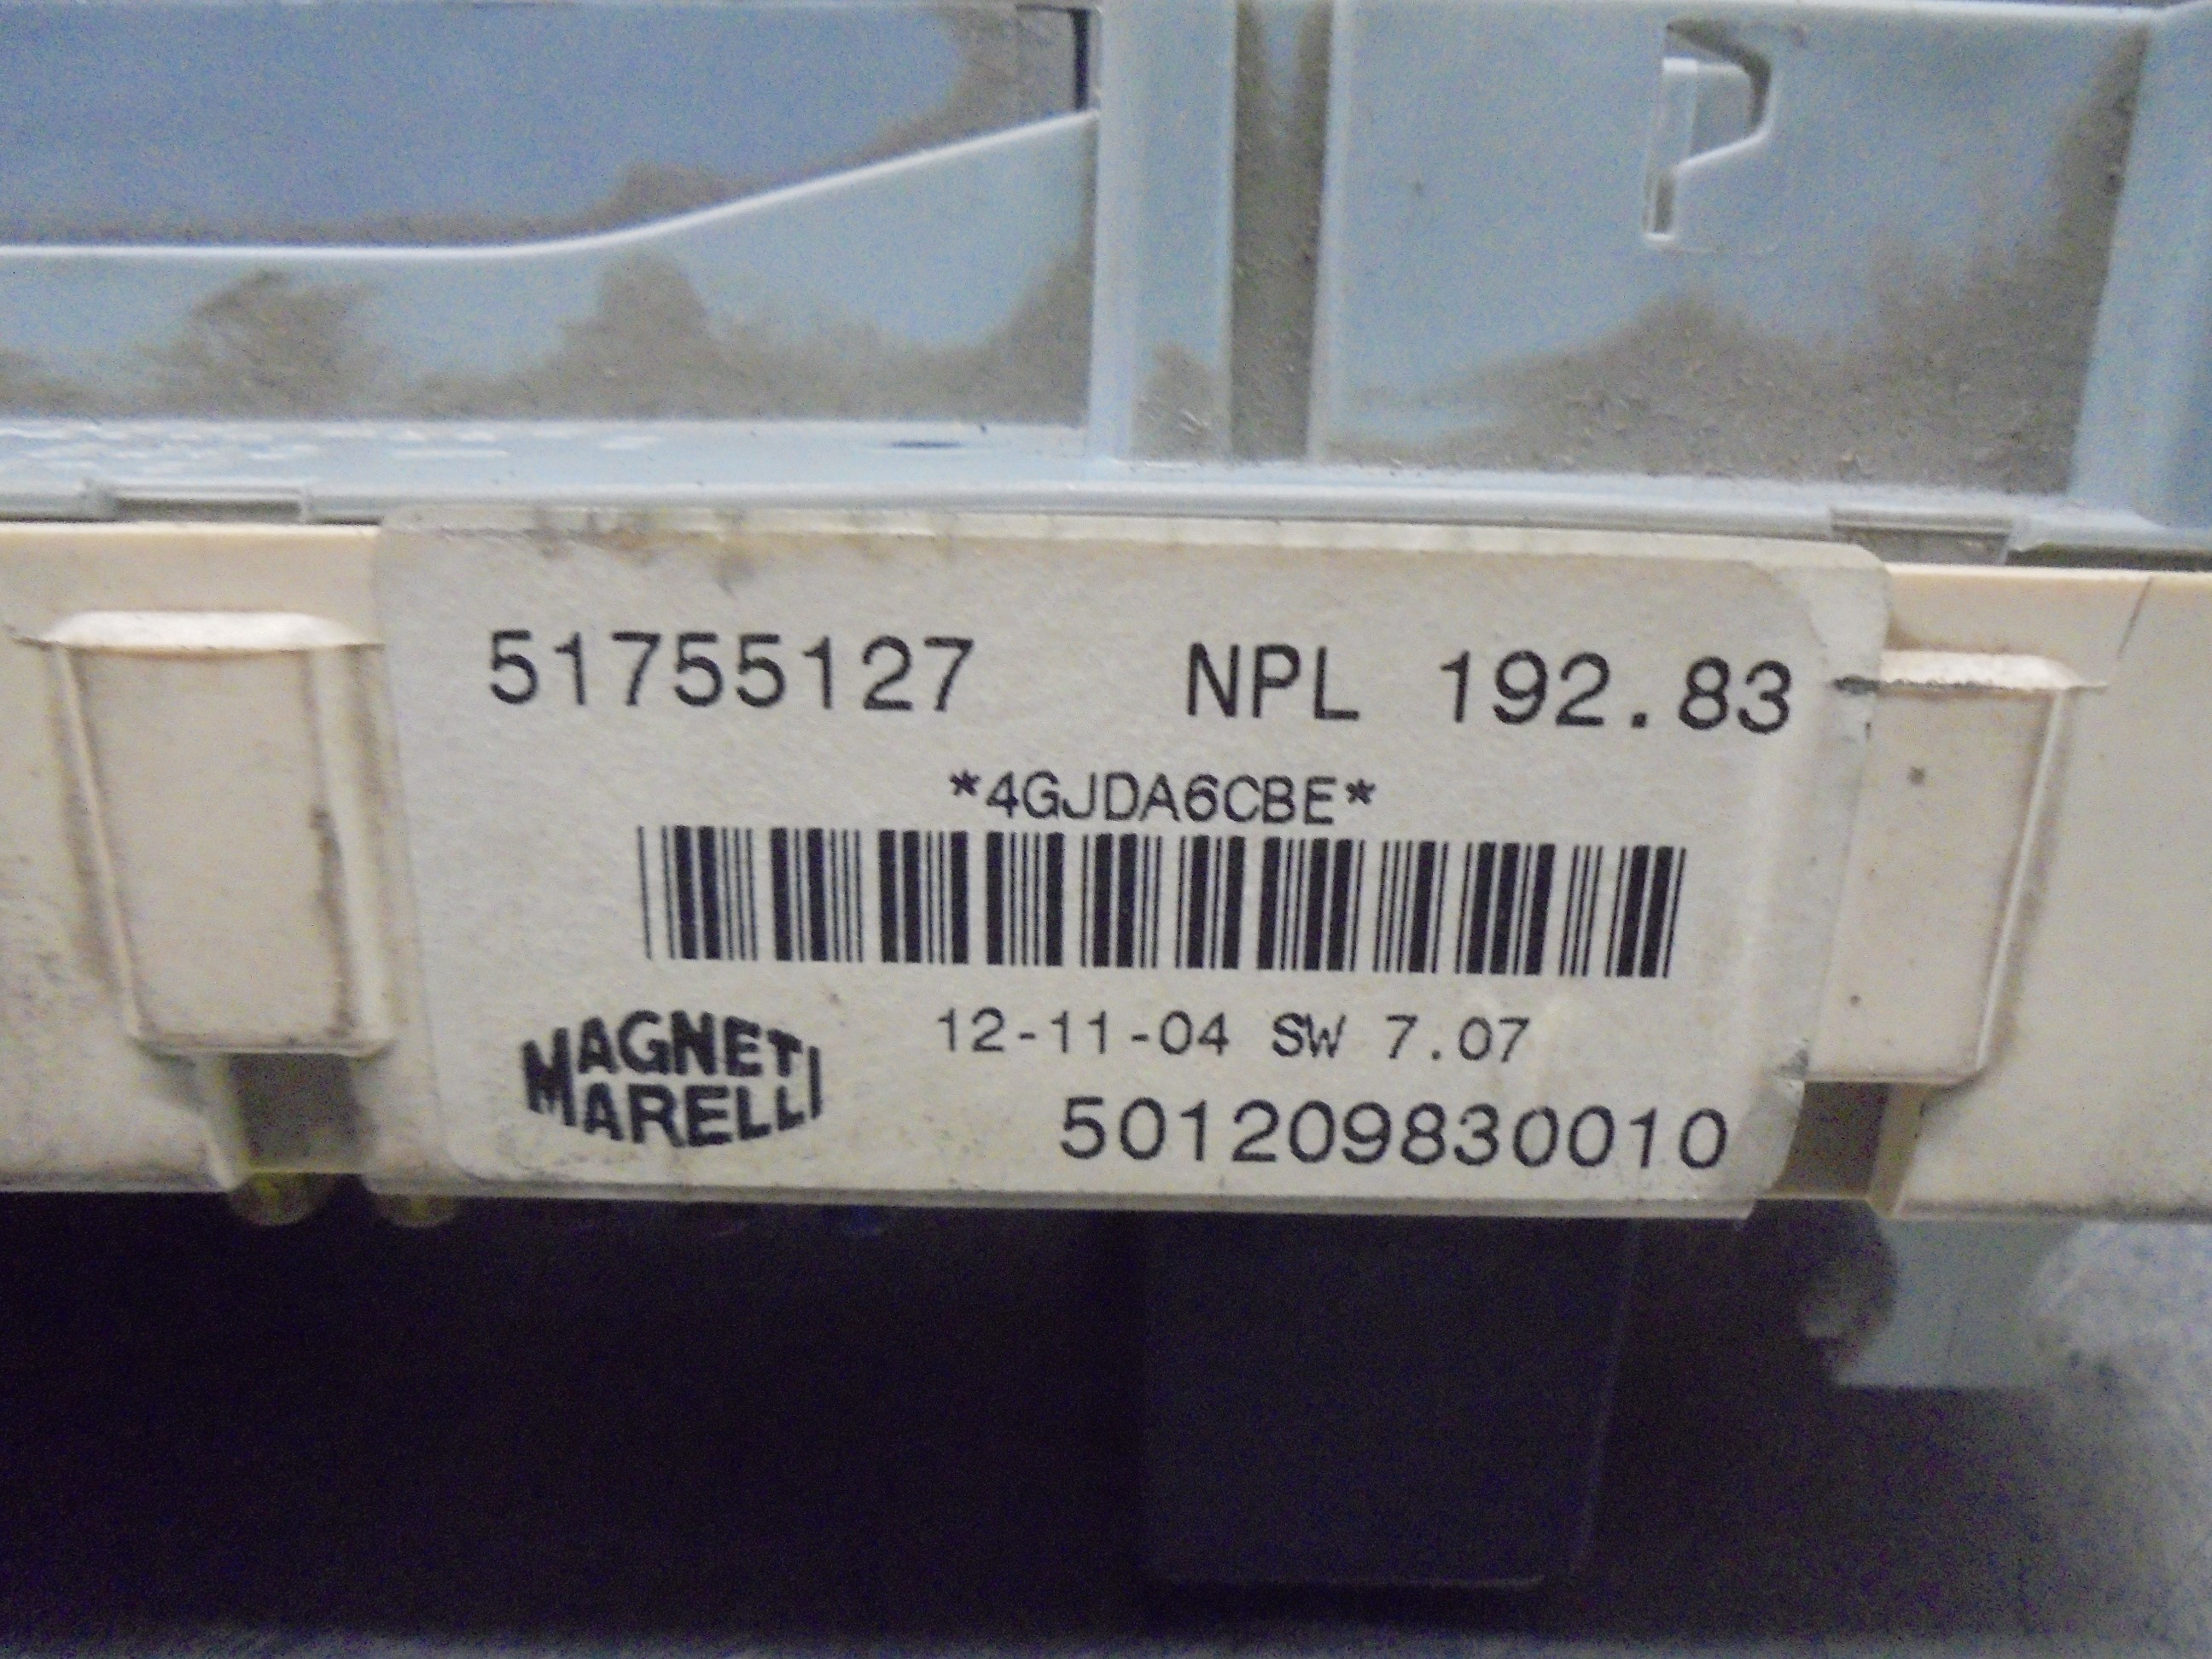 51755127 NPL 192.83
*4GJDA6CBE*
12-11-04 SW 7.07
MAGNETI
MARELLI
501209830010